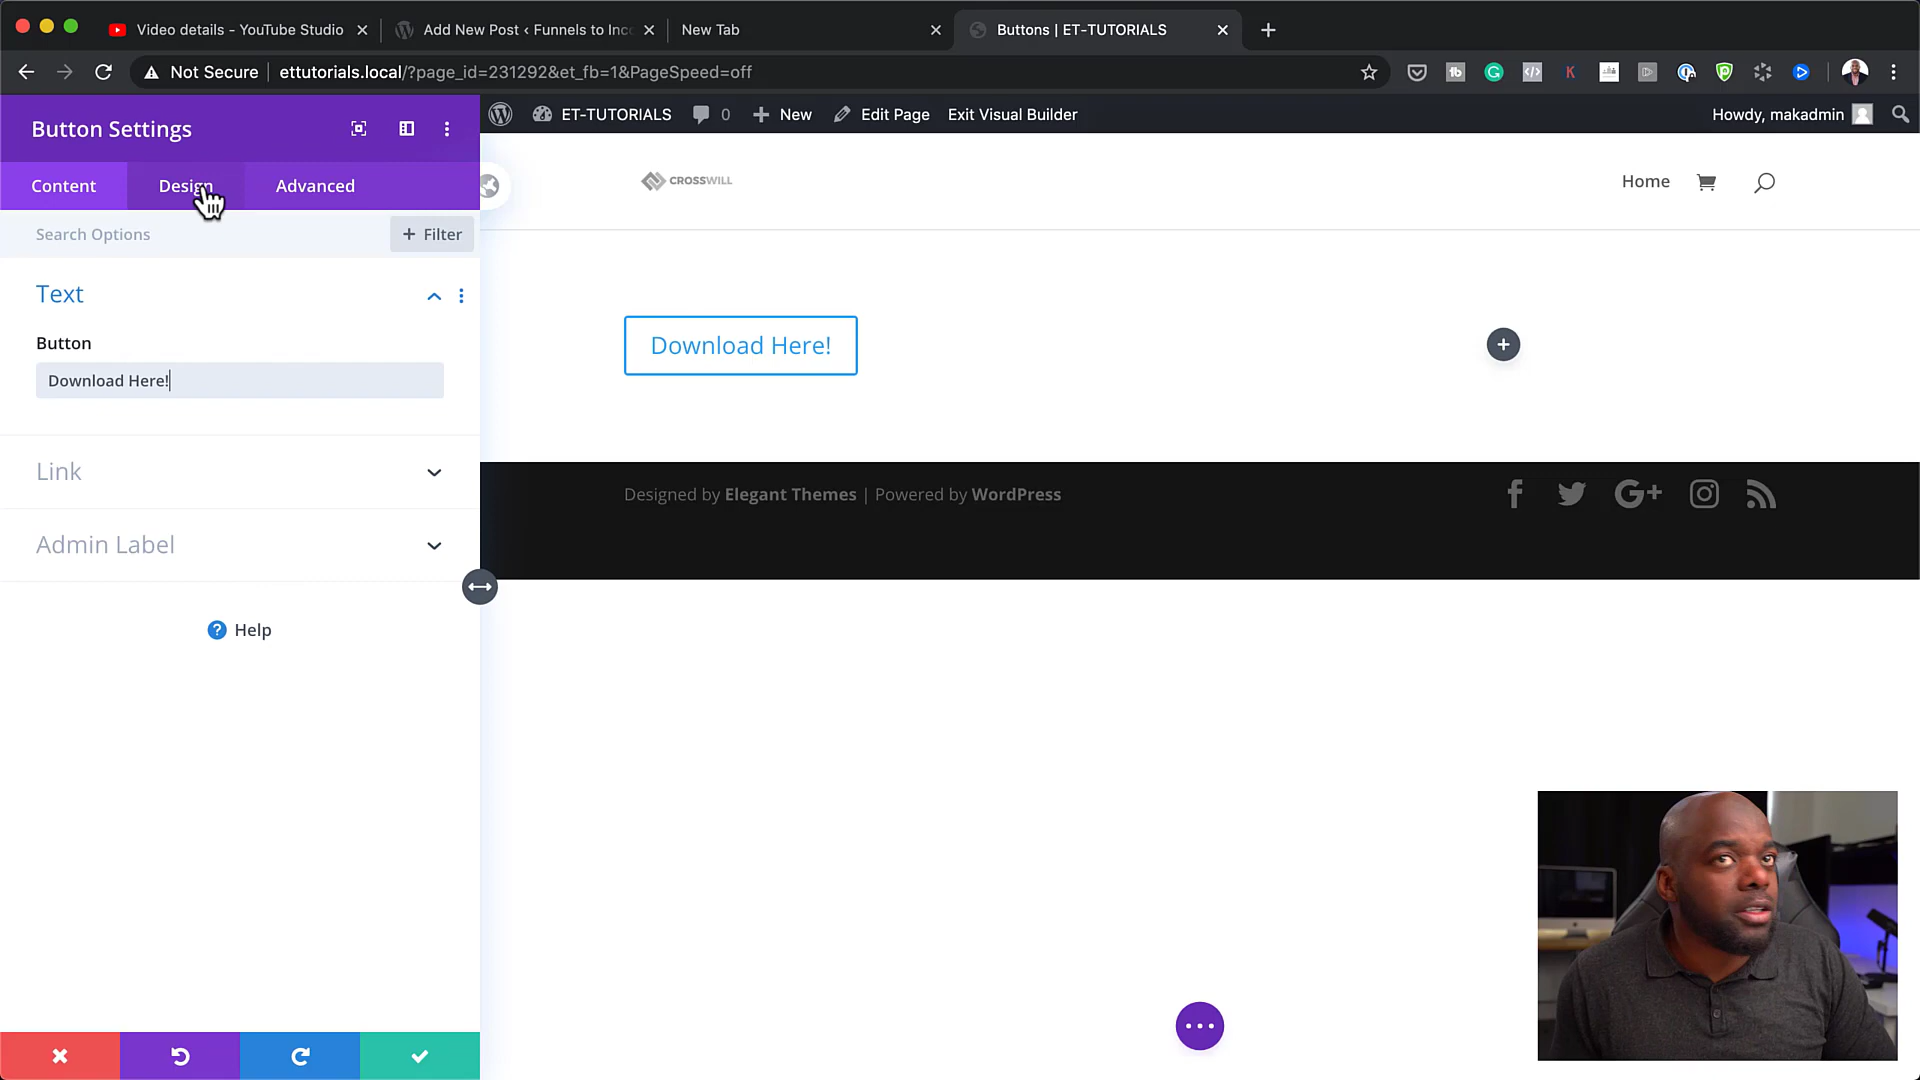 Video details - YouTube Studio
Add New Post ‹ Funnels to Inc
New Tab
Buttons | ET-TUTORIALS
Not Secure
ettutorials.local/?page_id=231292&et_fb=1&PageSpeed=off
Button Settings
ET-TUTORIALS
0
New
Edit Page
Exit Visual Builder
Howdy, makadmin
Content
Design
Advanced
CROSSWILL
Home
Search Options
+ Filter
Text
Button
Download Here!
Download Here!
Link
Designed by Elegant Themes | Powered by WordPress
Admin Label
Help